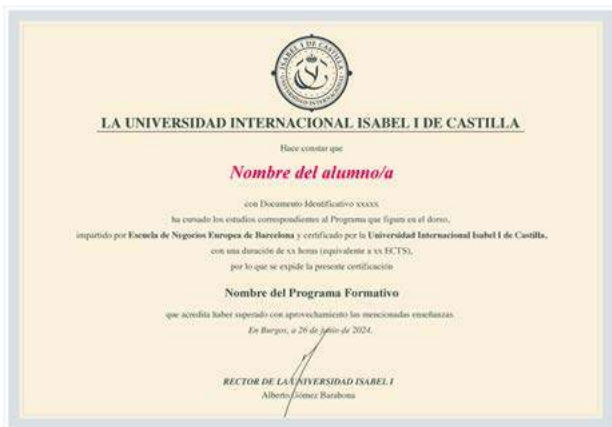 ISABEL I DE CASTILLA
UNIVERSIDAD INTERNACIONAL
LA UNIVERSIDAD INTERNACIONAL ISABEL I DE CASTILLA
Hace constar que
Nombre del alumno/a
con Documento Identificativo xxxxx
ha cursado los estudios correspondientes al Programa que figura en el dorso,
impartido por Escuela de Negocios Europea de Barcelona y certificado por la Universidad Internacional Isabel I de Castilla,
con una duración de xx horas (equivalente a xx ECTS),
por lo que se expide la presente certificación
Nombre del Programa Formativo
que acredita haber superado con aprovechamiento las mencionadas enseñanzas
En Burgos, a 26 de junio de 2024.
RECTOR DE LA UNIVERSIDAD ISABEL I
Alberto Gómez Barahona